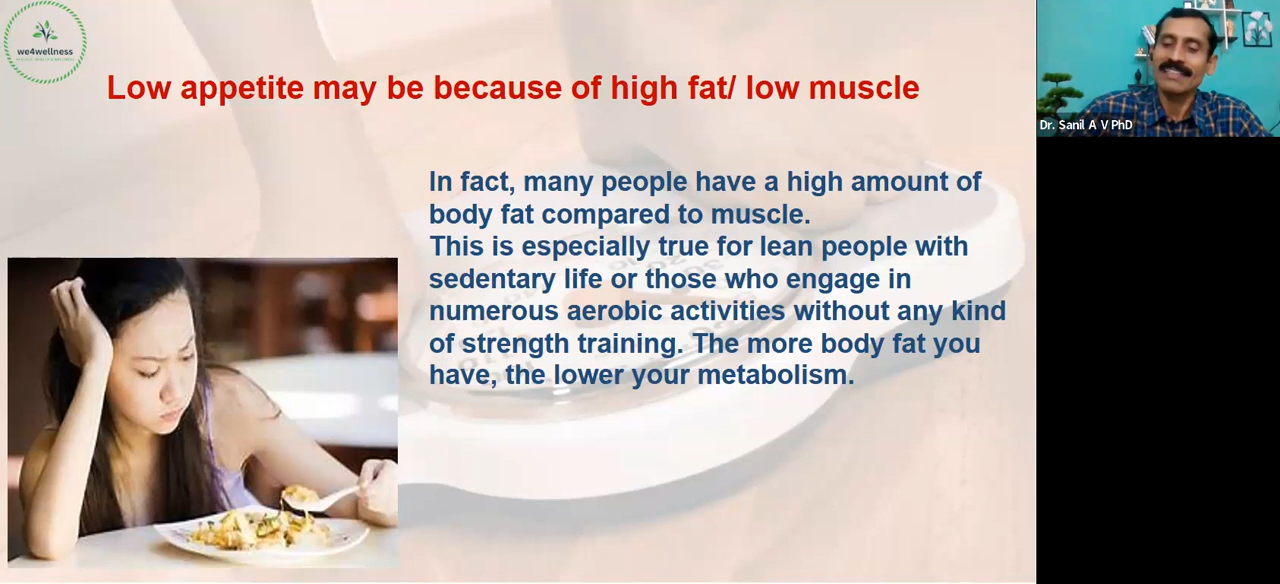 we4wellness
Low appetite may be because of high fat/ low muscle
Dr. Sanil A V PhD
In fact, many people have a high amount of
body fat compared to muscle.
This is especially true for lean people with
sedentary life or those who engage in
numerous aerobic activities without any kind
of strength training. The more body fat you
have, the lower your metabolism.